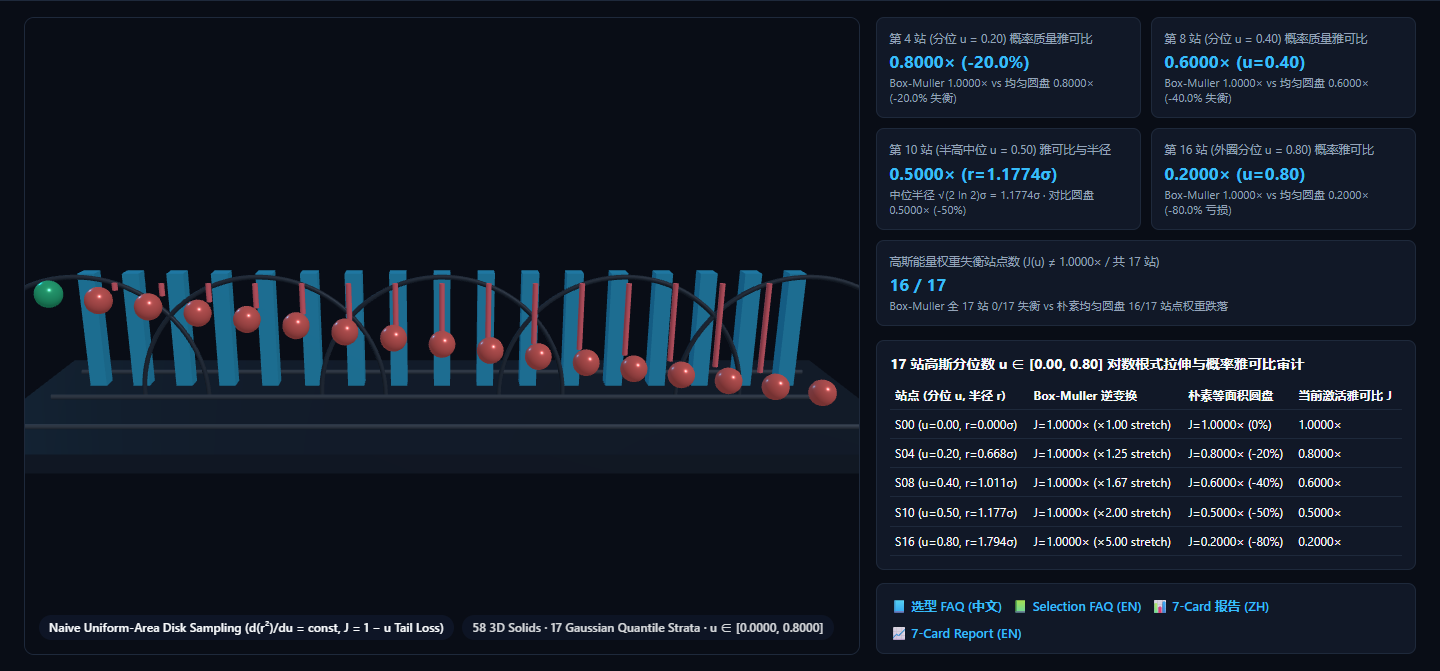 第 4 站 (分位 u = 0.20) 概率质量雅可比
0.8000× (-20.0%)
Box-Muller 1.0000× vs 均匀圆盘 0.8000×
(-20.0% 失衡)
第 8 站 (分位 u = 0.40) 概率质量雅可比
0.6000× (u=0.40)
Box-Muller 1.0000× vs 均匀圆盘 0.6000×
(-40.0% 失衡)
第 10 站 (半高中位 u = 0.50) 雅可比与半径
0.5000× (r=1.1774σ)
中位半径 √(2 ln 2)σ = 1.1774σ · 对比圆盘
0.5000× (-50%)
第 16 站 (外圈分位 u = 0.80) 概率雅可比
0.2000× (u=0.80)
Box-Muller 1.0000× vs 均匀圆盘 0.2000×
(-80.0% 亏损)
高斯能量权重失衡站点数 (J(u) ≠ 1.0000× / 共 17 站)
16 / 17
Box-Muller 全 17 站 0/17 失衡 vs 朴素均匀圆盘 16/17 站点权重跌落
17 站高斯分位数 u ∈ [0.00, 0.80] 对数根式拉伸与概率雅可比审计
站点 (分位 u, 半径 r) Box-Muller 逆变换 朴素等面积圆盘 当前激活雅可比 J
S00 (u=0.00, r=0.000σ) J=1.0000× (×1.00 stretch) J=1.0000× (0%) 1.0000×
S04 (u=0.20, r=0.668σ) J=1.0000× (×1.25 stretch) J=0.8000× (-20%) 0.8000×
S08 (u=0.40, r=1.011σ) J=1.0000× (×1.67 stretch) J=0.6000× (-40%) 0.6000×
S10 (u=0.50, r=1.177σ) J=1.0000× (×2.00 stretch) J=0.5000× (-50%) 0.5000×
S16 (u=0.80, r=1.794σ) J=1.0000× (×5.00 stretch) J=0.2000× (-80%) 0.2000×
选型 FAQ (中文) Selection FAQ (EN) 7-Card 报告 (ZH)
7-Card Report (EN)
Naive Uniform-Area Disk Sampling (d(r²)/du = const, J = 1 − u Tail Loss)
58 3D Solids · 17 Gaussian Quantile Strata · u ∈ [0.0000, 0.8000]